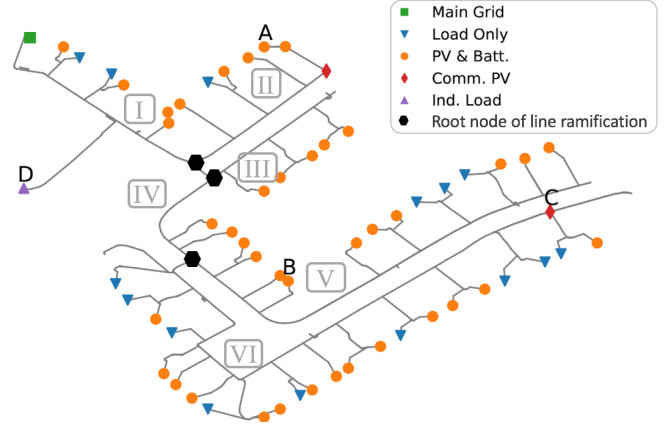 Main Grid
Load Only
PV & Batt.
Comm. PV
Ind. Load
Root node of line ramification
A
II
I
III
D
IV
C
B
V
VI